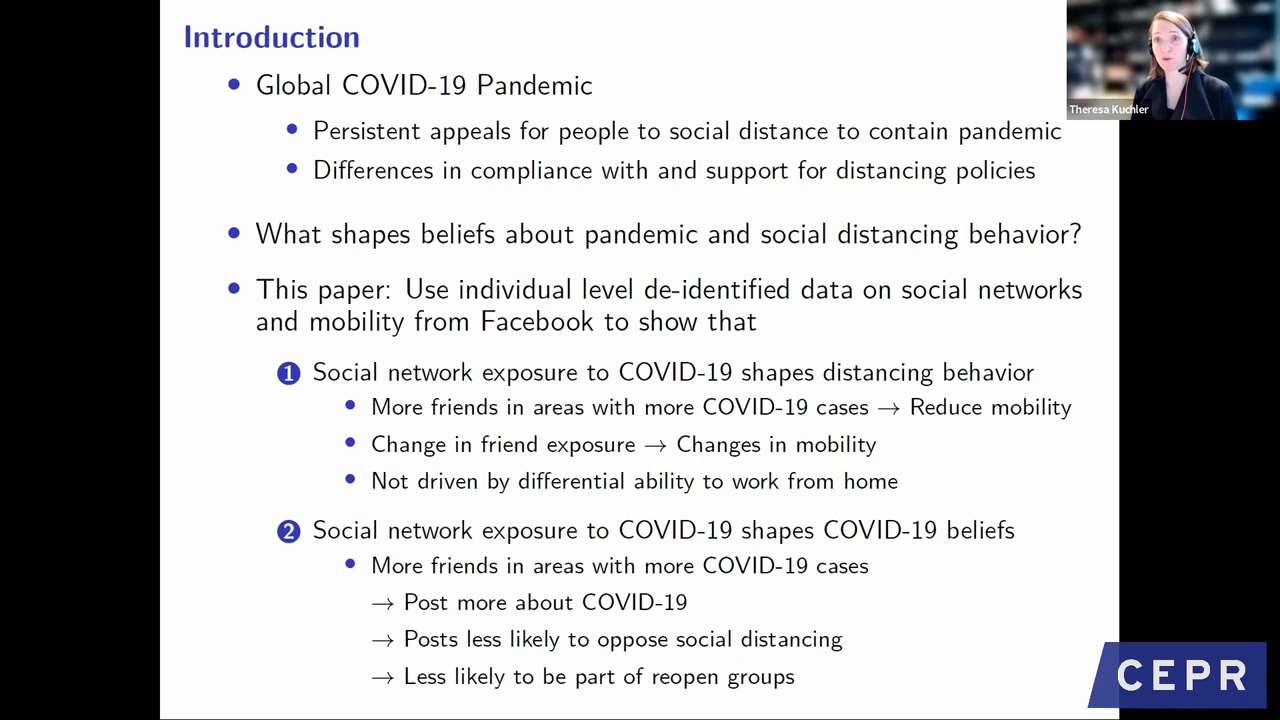 Introduction
Global COVID-19 Pandemic
Persistent appeals for people to social distance to contain pandemic
Differences in compliance with and support for distancing policies
What shapes beliefs about pandemic and social distancing behavior?
This paper: Use individual level de-identified data on social networks
and mobility from Facebook to show that
1 Social network exposure to COVID-19 shapes distancing behavior
More friends in areas with more COVID-19 cases → Reduce mobility
Change in friend exposure → Changes in mobility
Not driven by differential ability to work from home
2 Social network exposure to COVID-19 shapes COVID-19 beliefs
More friends in areas with more COVID-19 cases
→ Post more about COVID-19
→ Posts less likely to oppose social distancing
→ Less likely to be part of reopen groups
Theresa Kuchler
CEPR